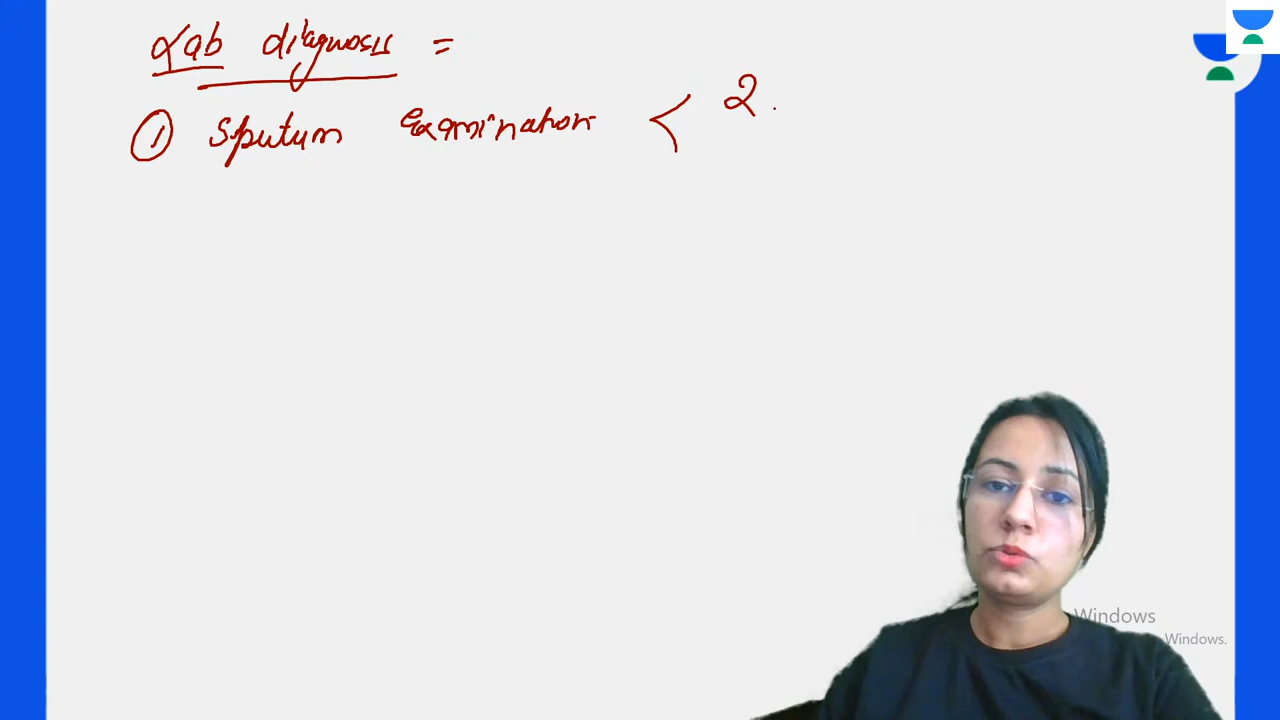 Lab diagnosis =
① Sputum Examination < 2.
Windows
Windows.